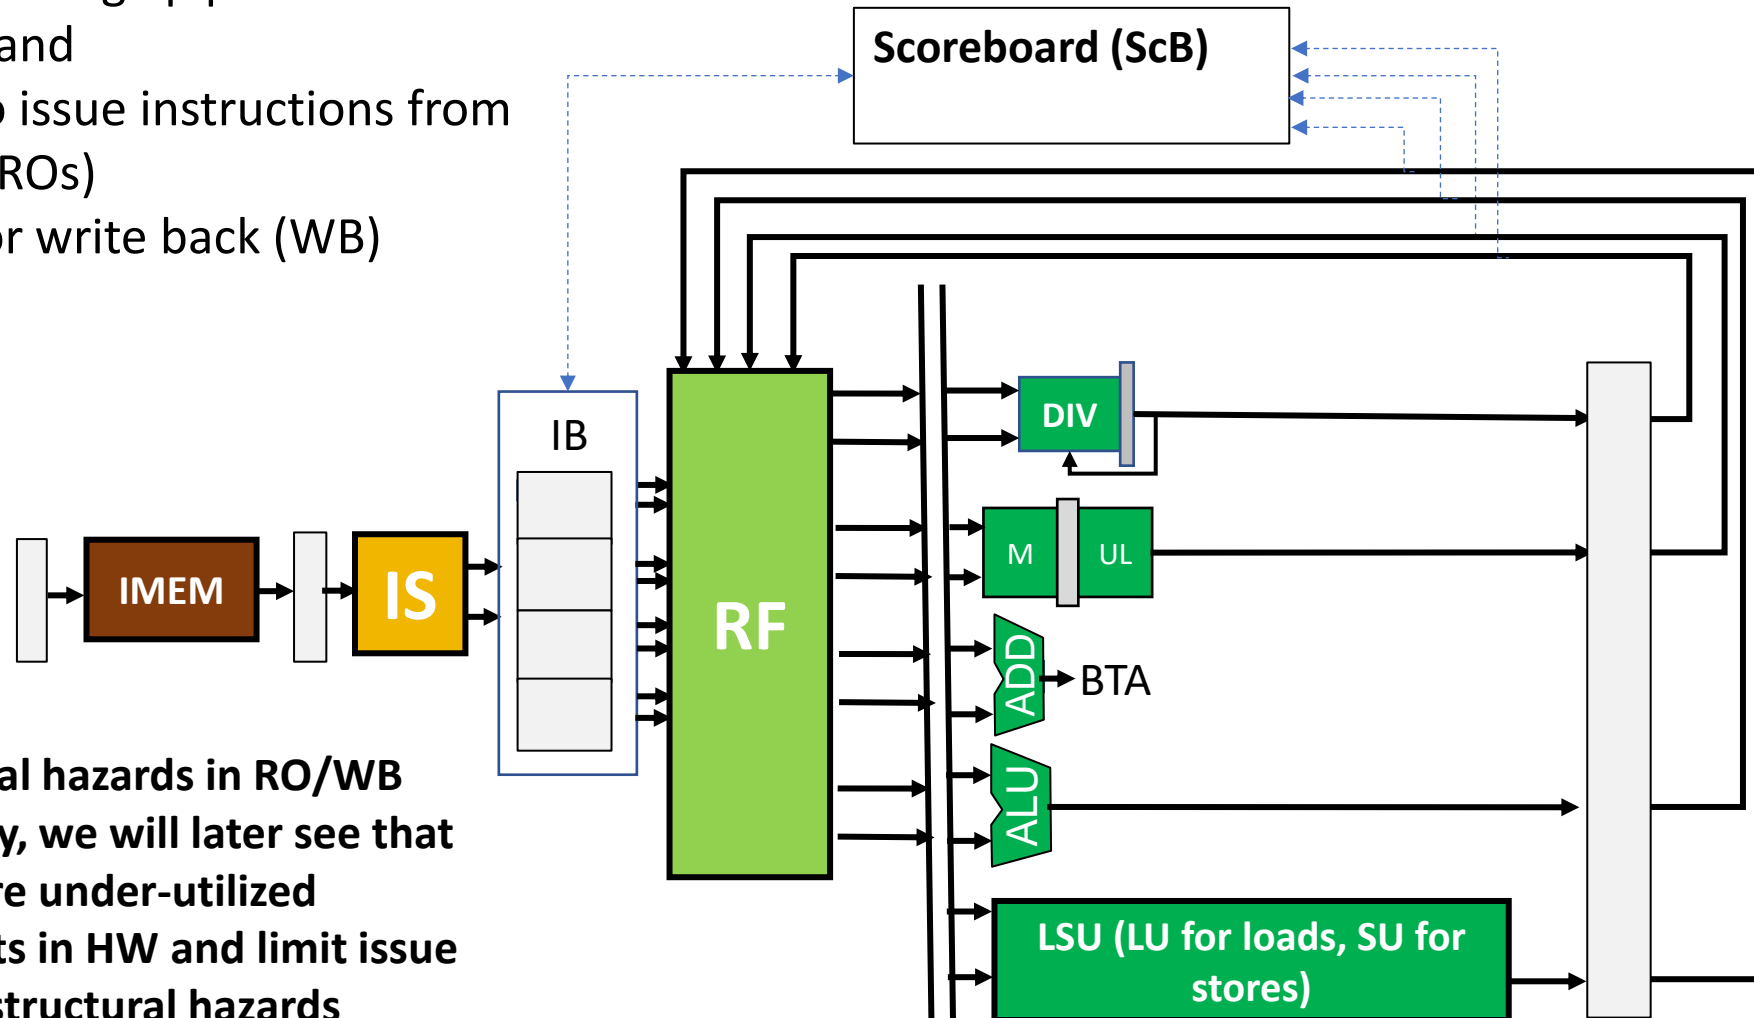 and
o issue instructions from
ROs)
or write back (WB)
Scoreboard (ScB)
IB
IMEM
IS
RF
DIV
M
UL
ADD
BTA
ALU
LSU (LU for loads, SU for
stores)
al hazards in RO/WB
y, we will later see that
re under-utilized
ts in HW and limit issue
structural hazards